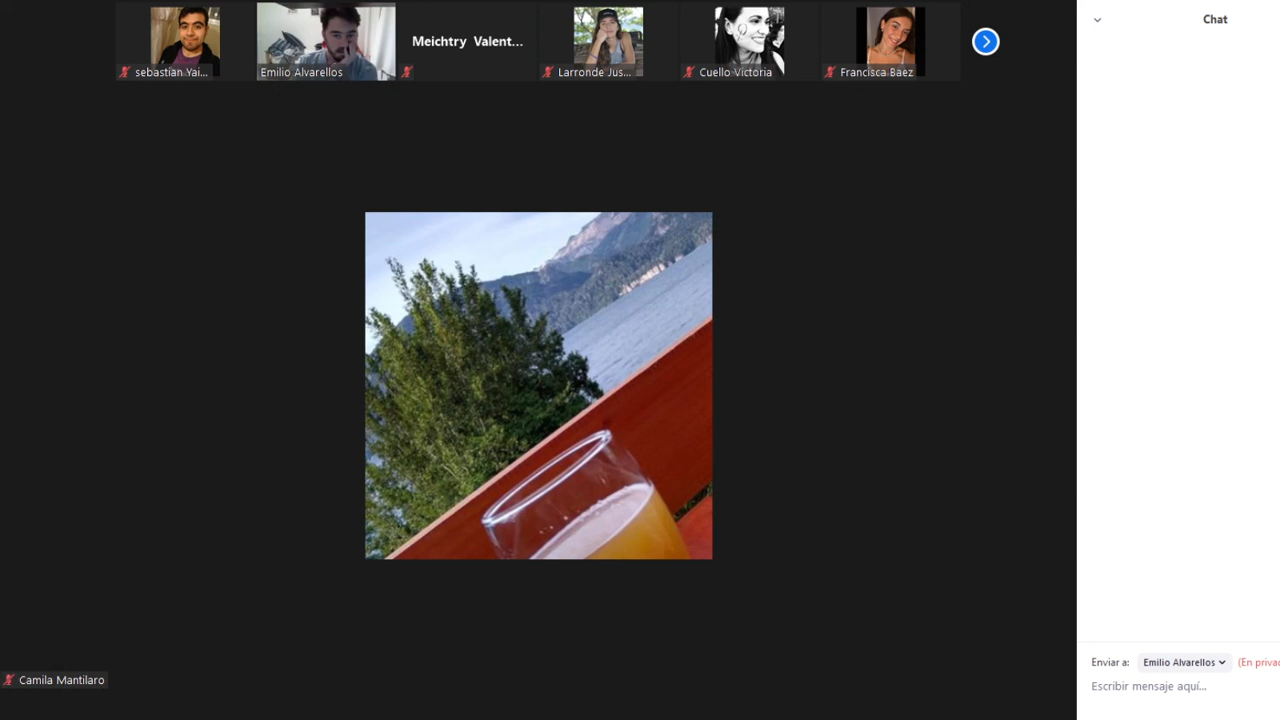 sebastian Yai...
Emilio Alvarellos
Meichtry Valent...
Larronde Jus...
Cuello Victoria
Francisca Baez
Chat
Camila Mantilaro
Enviar a:
Emilio Alvarellos
(En privac
Escribir mensaje aquí...